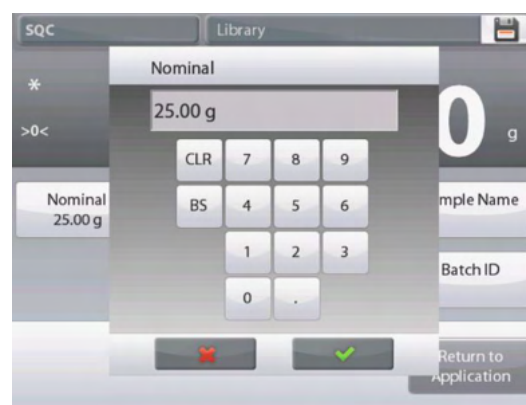 SQC
Library
Nominal
*
>0<
25.00 g
0 g
CLR 7 8 9
BS 4 5 6
1 2 3
0 .
Nominal
25.00 g
mple Name
Batch ID
Return to
Application